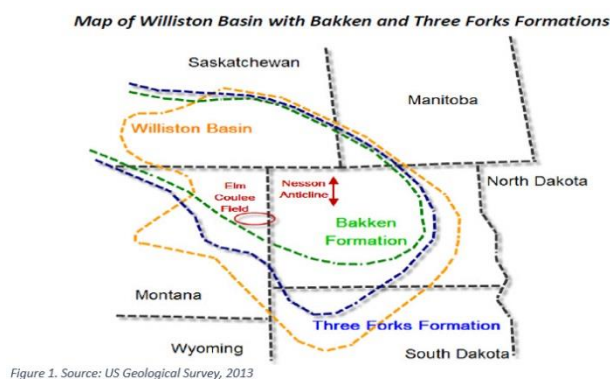 Map of Williston Basin with Bakken and Three Forks Formations
Saskatchewan
Manitoba
Williston Basin
North Dakota
Elm
Coulee
Field
Nesson
Anticline
Bakken
Formation
Montana
Three Forks Formation
Wyoming
South Dakota
Figure 1. Source: US Geological Survey, 2013